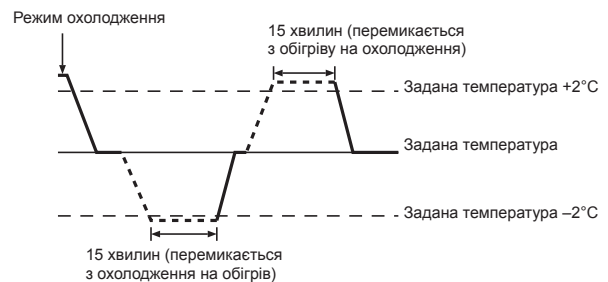 Режим охолодження
15 хвилин (перемикається
з обігріву на охолодження)
Задана температура +2°C
Задана температура
Задана температура –2°C
15 хвилин (перемикається
з охолодження на обігрів)